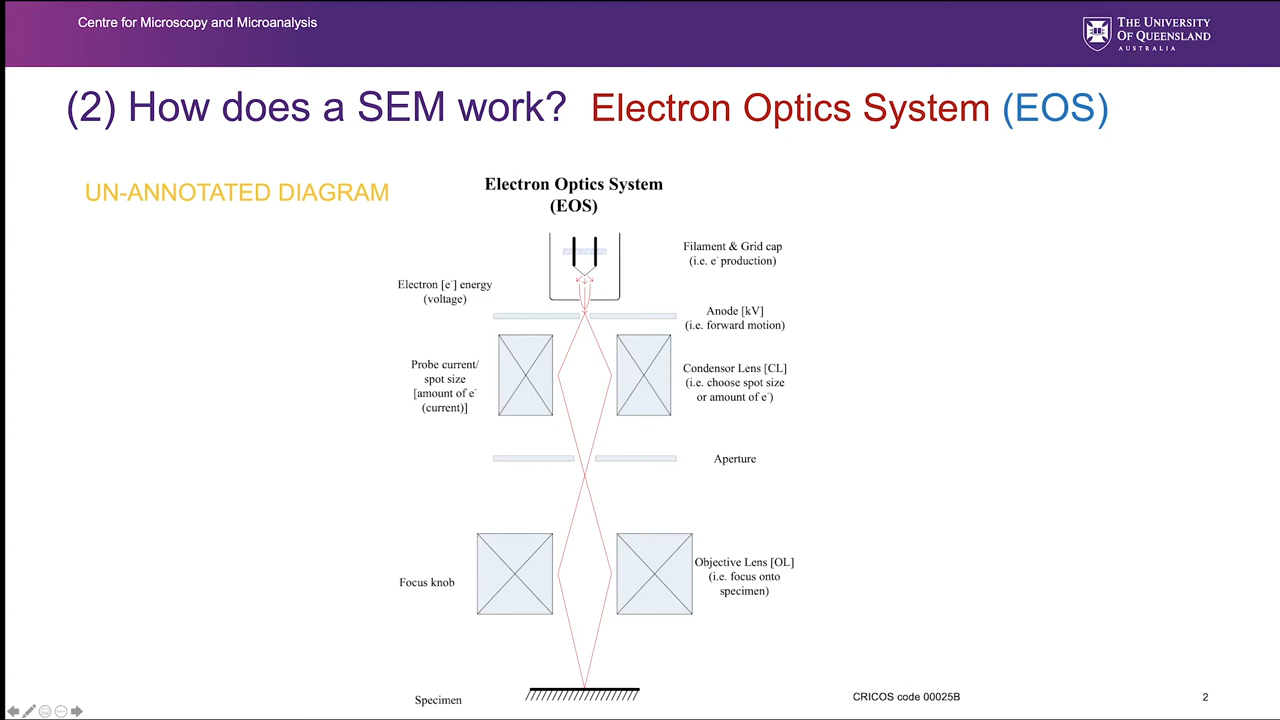 Centre for Microscopy and Microanalysis
THE UNIVERSITY
OF QUEENSLAND
AUSTRALIA
(2) How does a SEM work? Electron Optics System (EOS)
UN-ANNOTATED DIAGRAM
Electron Optics System
(EOS)
Filament & Grid cap
(i.e. e⁻ production)
Electron [e⁻] energy
(voltage)
Anode [kV]
(i.e. forward motion)
Probe current/
spot size
[amount of e⁻
(current)]
Condensor Lens [CL]
(i.e. choose spot size
or amount of e⁻)
Aperture
Focus knob
Objective Lens [OL]
(i.e. focus onto
specimen)
Specimen
CRICOS code 00025B
2